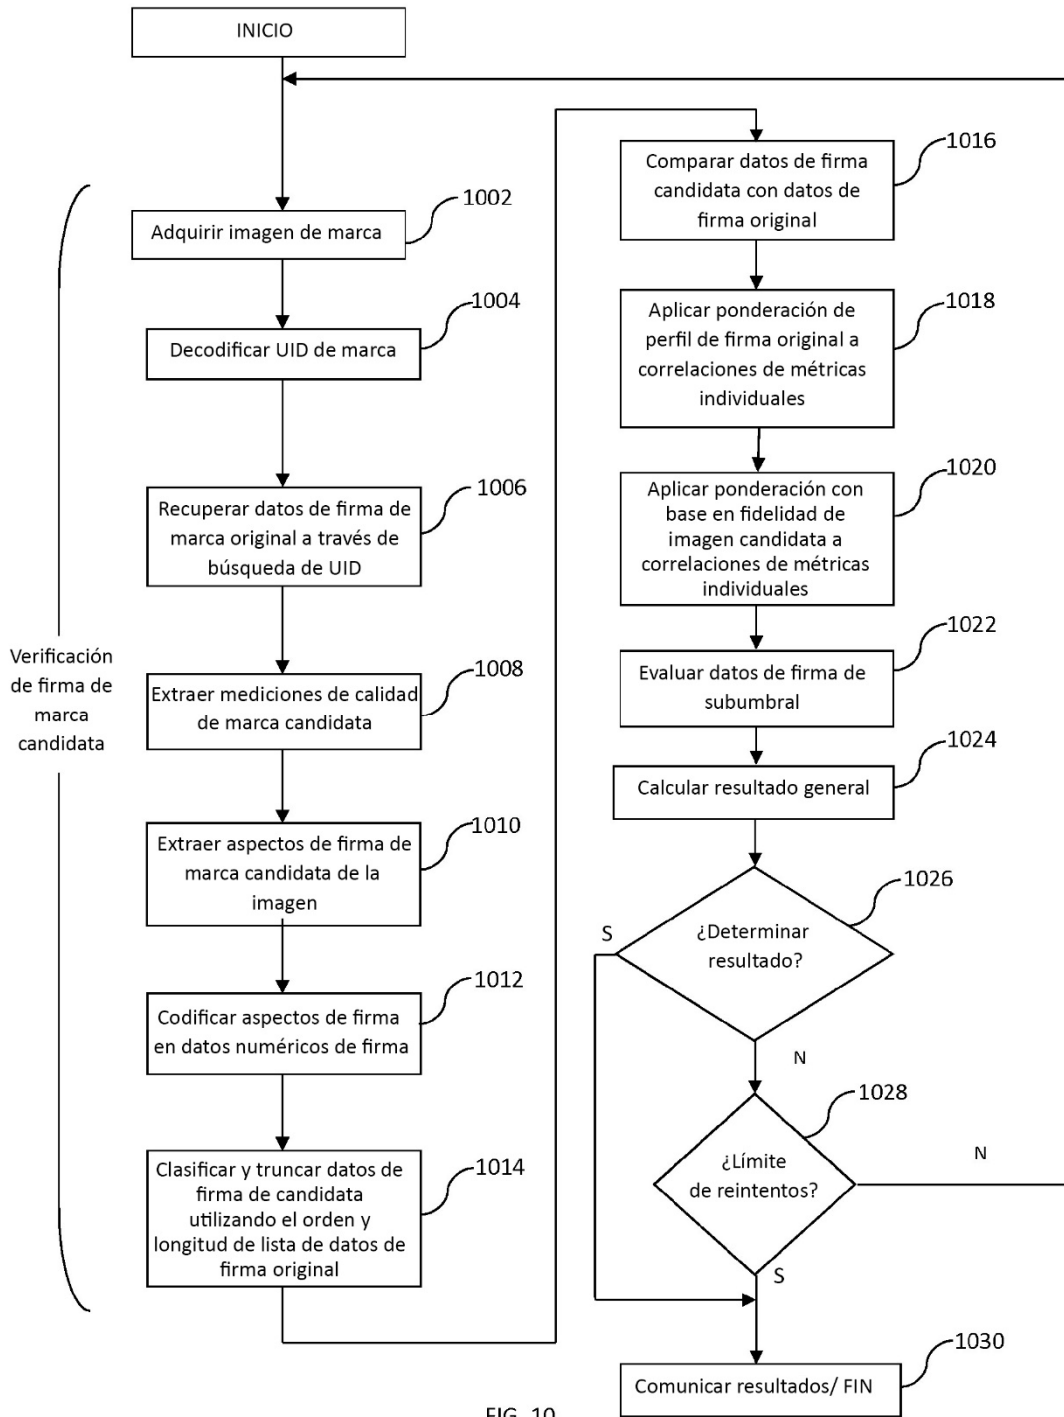 INICIO
Verificación
de firma de
marca
candidata
1002
Adquirir imagen de marca
1004
Decodificar UID de marca
1006
Recuperar datos de firma de
marca original a través de
búsqueda de UID
1008
Extraer mediciones de calidad
de marca candidata
1010
Extraer aspectos de firma de
marca candidata de la
imagen
1012
Codificar aspectos de firma
en datos numéricos de firma
1014
Clasificar y truncar datos de
firma de candidata
utilizando el orden y
longitud de lista de datos de
firma original
1016
Comparar datos de firma
candidata con datos de
firma original
1018
Aplicar ponderación de
perfil de firma original a
correlaciones de métricas
individuales
1020
Aplicar ponderación con
base en fidelidad de
imagen candidata a
correlaciones de métricas
individuales
1022
Evaluar datos de firma de
subumbral
1024
Calcular resultado general
1026
¿Determinar
resultado?
S
N
1028
¿Límite
de reintentos?
N
S
1030
Comunicar resultados/ FIN
FIG. 10